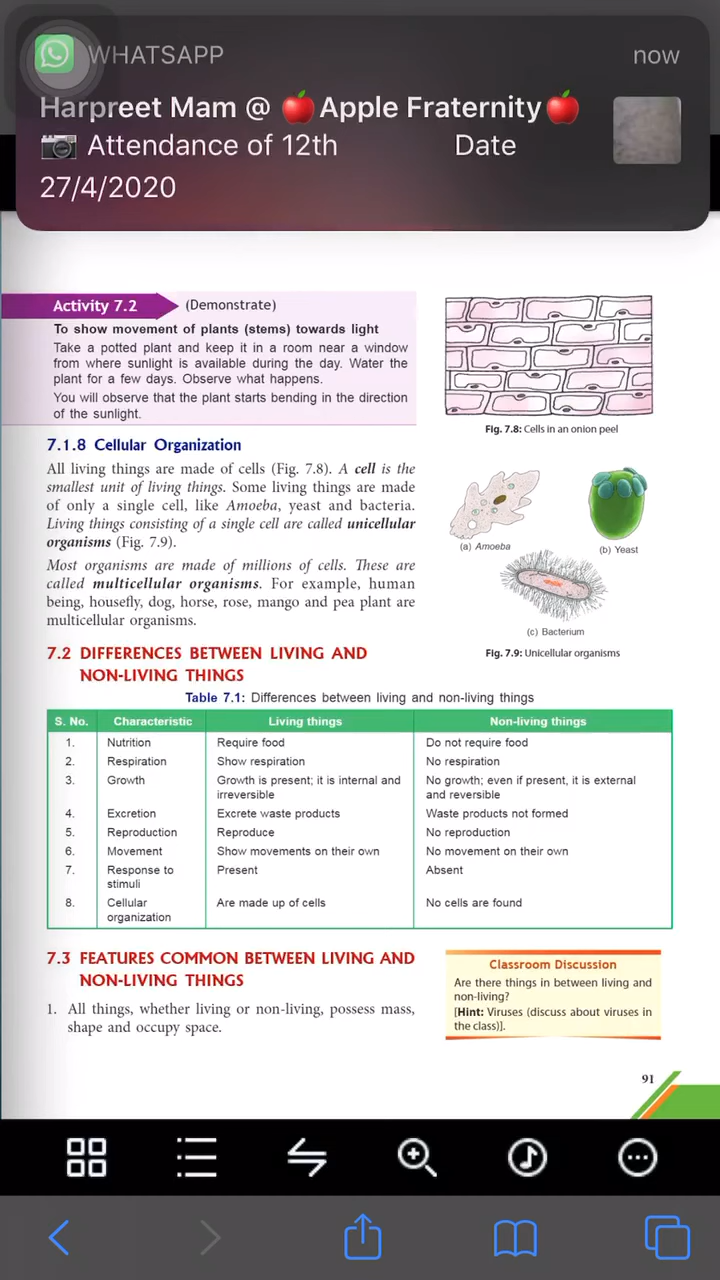 WHATSAPP now
Harpreet Mam @ 🍎Apple Fraternity🍎
📷 Attendance of 12th Date
27/4/2020
Activity 7.2 (Demonstrate)
To show movement of plants (stems) towards light
Take a potted plant and keep it in a room near a window
from where sunlight is available during the day. Water the
plant for a few days. Observe what happens.
You will observe that the plant starts bending in the direction
of the sunlight.
Fig. 7.8: Cells in an onion peel
7.1.8 Cellular Organization
All living things are made of cells (Fig. 7.8). A cell is the
smallest unit of living things. Some living things are made
of only a single cell, like Amoeba, yeast and bacteria.
Living things consisting of a single cell are called unicellular
organisms (Fig. 7.9).
Most organisms are made of millions of cells. These are
called multicellular organisms. For example, human
being, housefly, dog, horse, rose, mango and pea plant are
multicellular organisms.
(a) Amoeba
(b) Yeast
(c) Bacterium
Fig. 7.9: Unicellular organisms
7.2 DIFFERENCES BETWEEN LIVING AND
NON-LIVING THINGS
Table 7.1: Differences between living and non-living things
S. No. Characteristic Living things Non-living things
1. Nutrition Require food Do not require food
2. Respiration Show respiration No respiration
3. Growth Growth is present; it is internal and No growth; even if present, it is external
irreversible and reversible
4. Excretion Excrete waste products Waste products not formed
5. Reproduction Reproduce No reproduction
6. Movement Show movements on their own No movement on their own
7. Response to Present Absent
stimuli
8. Cellular Are made up of cells No cells are found
organization
7.3 FEATURES COMMON BETWEEN LIVING AND
NON-LIVING THINGS
1. All things, whether living or non-living, possess mass,
shape and occupy space.
Classroom Discussion
Are there things in between living and
non-living?
[Hint: Viruses (discuss about viruses in
the class)].
91